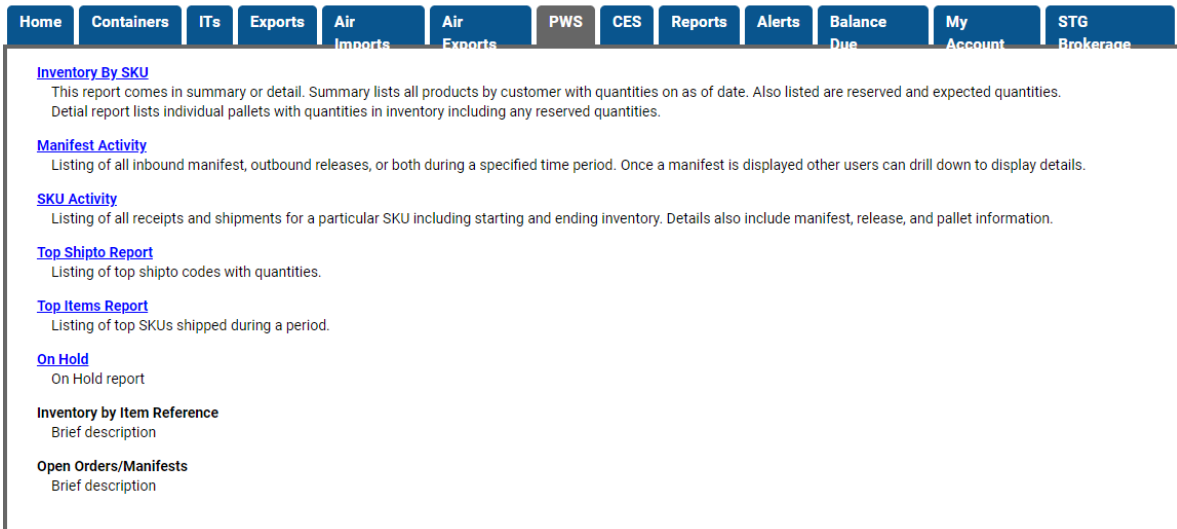 Home Containers ITs Exports Air Imports Air Exports PWS CES Reports Alerts Balance Due My Account STG Brokerage
Inventory By SKU
This report comes in summary or detail. Summary lists all products by customer with quantities on as of date. Also listed are reserved and expected quantities.
Detial report lists individual pallets with quantities in inventory including any reserved quantities.
Manifest Activity
Listing of all inbound manifest, outbound releases, or both during a specified time period. Once a manifest is displayed other users can drill down to display details.
SKU Activity
Listing of all receipts and shipments for a particular SKU including starting and ending inventory. Details also include manifest, release, and pallet information.
Top Shipto Report
Listing of top shipto codes with quantities.
Top Items Report
Listing of top SKUs shipped during a period.
On Hold
On Hold report
Inventory by Item Reference
Brief description
Open Orders/Manifests
Brief description